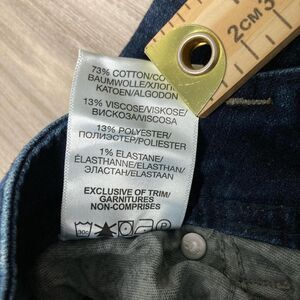 2CM 3
73% COTTON/CO
BAUMWOLLE/ХЛОП
KATOEN/ALGODON
13% VISCOSE/VISKOSE/
ВИСКОЗА/VISCOSA
13% POLYESTER/
ПОЛИЭСТЕР/POLIESTER
1% ELASTANE/
ÉLASTHANNE/ELASTHAN/
ЭЛАСТАН/ELASTAAN
EXCLUSIVE OF TRIM/
GARNITURES
NON-COMPRISES
30
P